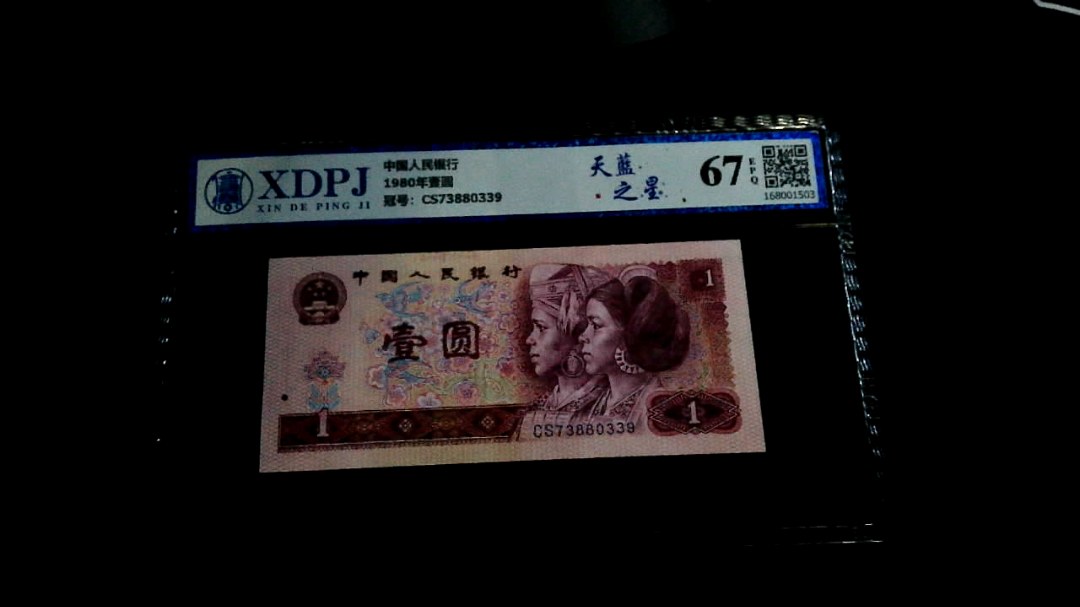 XDPJ
XIN DE PING JI
中国人民银行
1980年壹圆
冠号: CS73880339
天蓝
之星
67
EPQ
168001503
中国人民银行
1
壹圆
1
CS73880339
1